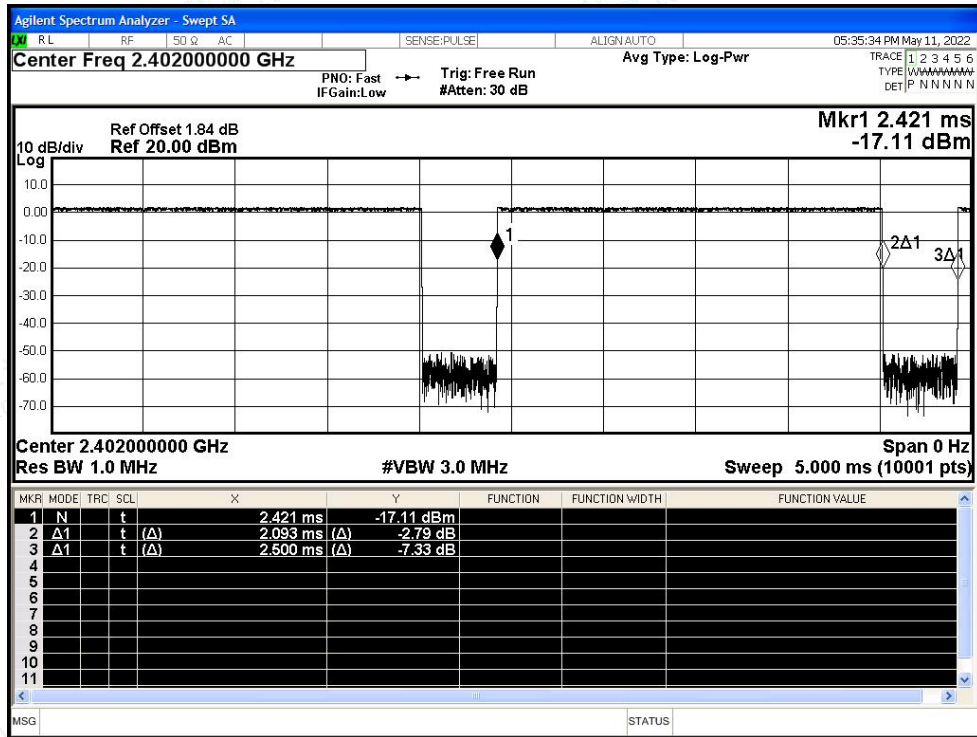 Agilent Spectrum Analyzer - Swept SA
LXI RL RF 50 Ω AC SENSE:PULSE ALIGN AUTO 05:35:34 PM May 11, 2022
Center Freq 2.402000000 GHz Avg Type: Log-Pwr TRACE 1 2 3 4 5 6
PNO: Fast Trig: Free Run TYPE
IFGain:Low #Atten: 30 dB DET P N N N N N
Mkr1 2.421 ms
Ref Offset 1.84 dB
10 dB/div Ref 20.00 dBm -17.11 dBm
Log
10.0
0.00
-10.0 1 2Δ1
-20.0 3Δ1
-30.0
-40.0
-50.0
-60.0
-70.0
Center 2.402000000 GHz Span 0 Hz
Res BW 1.0 MHz #VBW 3.0 MHz Sweep 5.000 ms (10001 pts)
MKR MODE TRC SCL X Y FUNCTION FUNCTION WIDTH FUNCTION VALUE
1 N t 2.421 ms -17.11 dBm
2 Δ1 t (Δ) 2.093 ms (Δ) -2.79 dB
3 Δ1 t (Δ) 2.500 ms (Δ) -7.33 dB
4
5
6
7
8
9
10
11
MSG STATUS